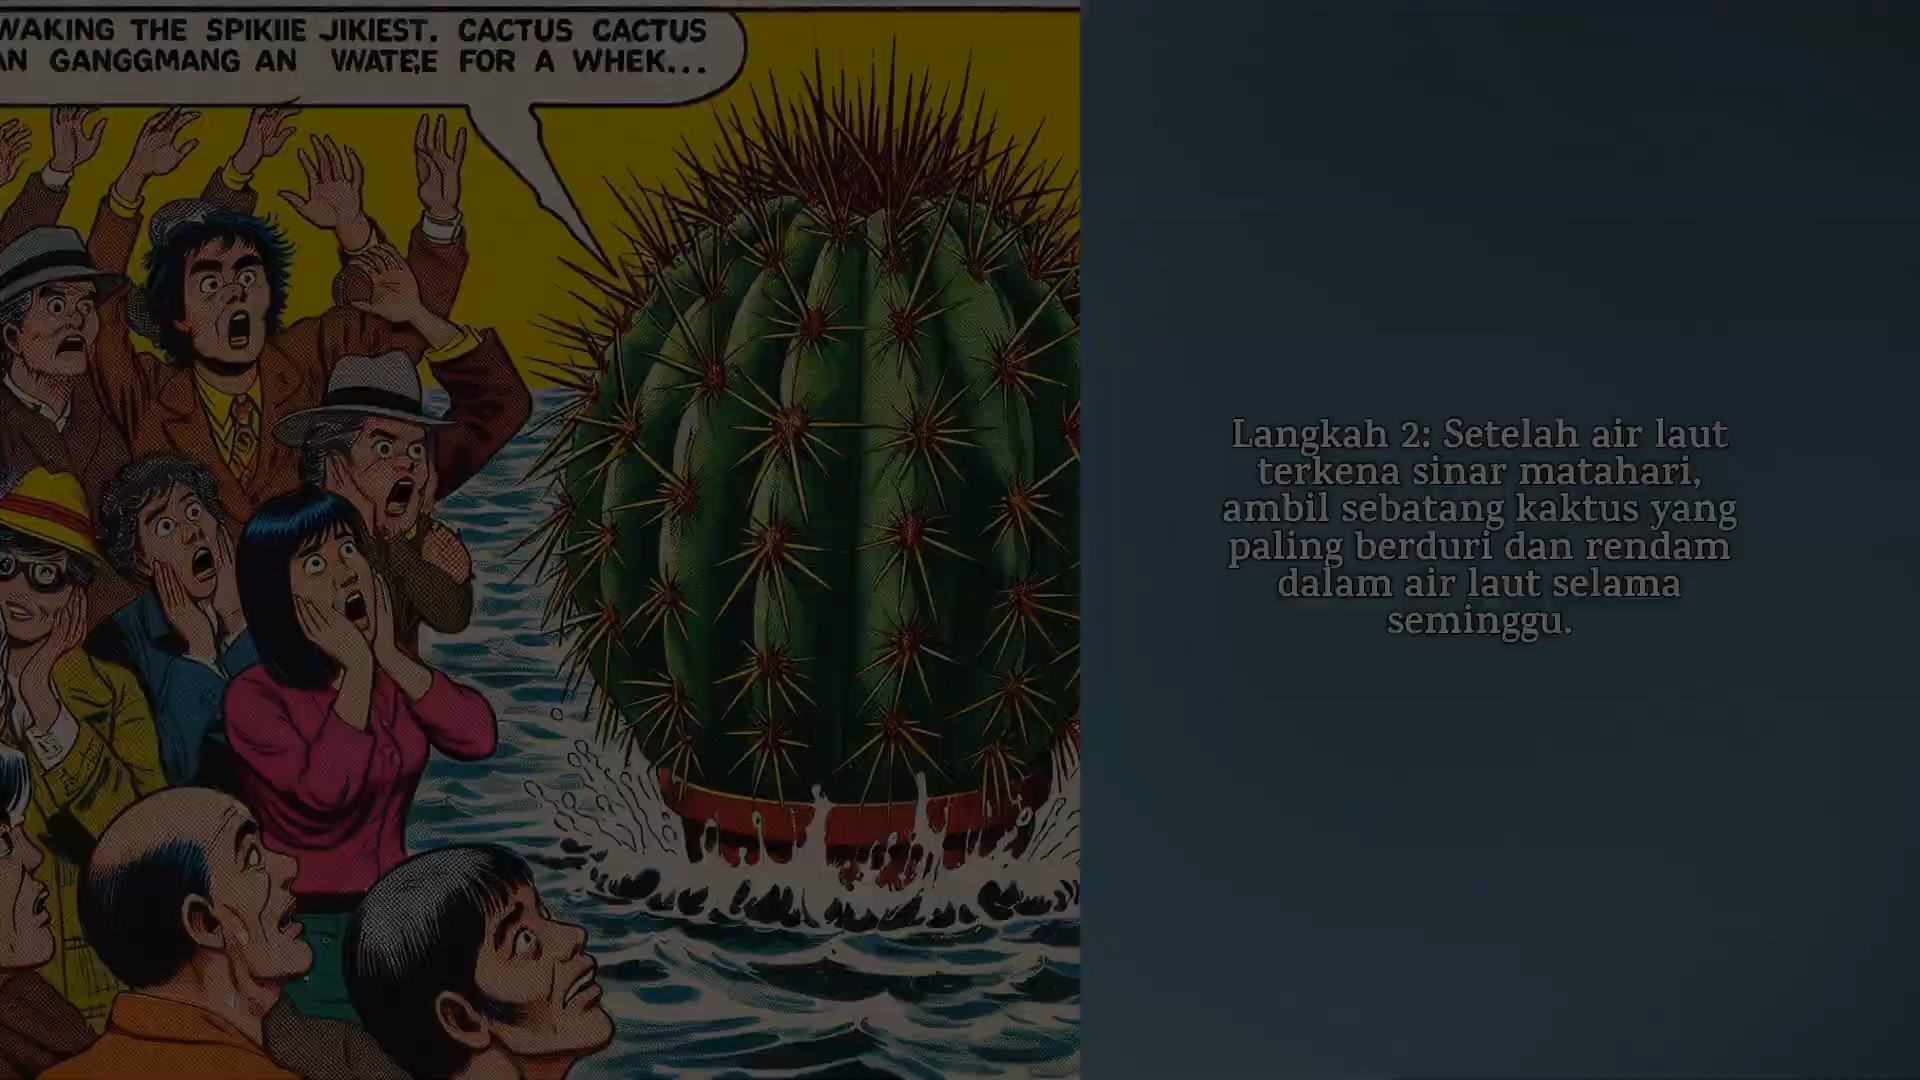 WAKING THE SPIKIIE JIKIEST. CACTUS CACTUS
AN GANGGMANG AN WATEE FOR A WHEK...
Langkah 2: Setelah air laut
terkena sinar matahari,
ambil sebatang kaktus yang
paling berduri dan rendam
dalam air laut selama
seminggu.